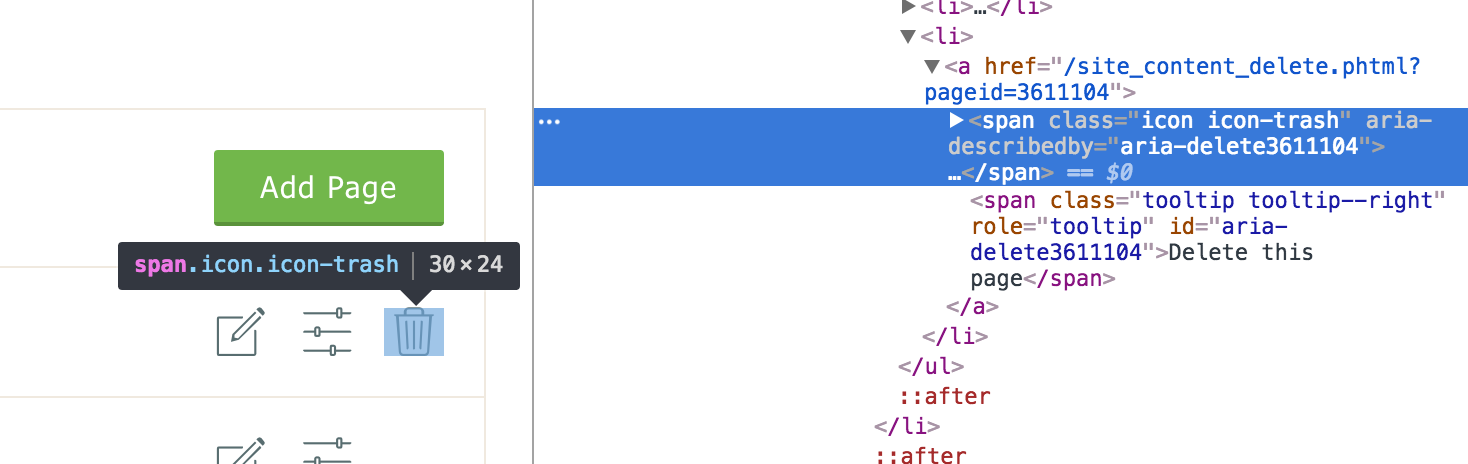 Add Page
span.icon.icon-trash | 30×24
▶<li>…</li>
▼<li>
▼<a href="/site_content_delete.phtml?
pageid=3611104">
… ▶<span class="icon icon-trash" aria-
describedby="aria-delete3611104">
…</span> == $0
<span class="tooltip tooltip--right"
role="tooltip" id="aria-
delete3611104">Delete this
page</span>
</a>
</li>
</ul>
::after
</li>
::after